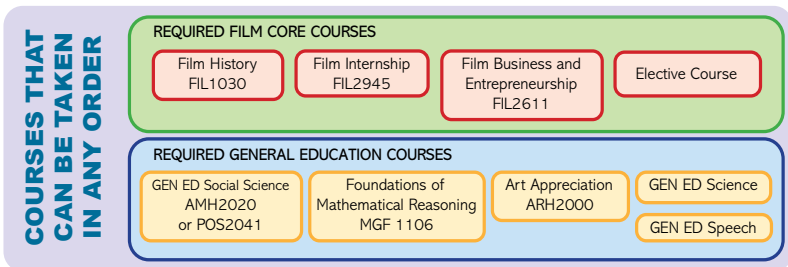 COURSES THAT
CAN BE TAKEN
IN ANY ORDER
REQUIRED FILM CORE COURSES
Film History
FIL1030
Film Internship
FIL2945
Film Business and
Entrepreneurship
FIL2611
Elective Course
REQUIRED GENERAL EDUCATION COURSES
GEN ED Social Science
AMH2020
or POS2041
Foundations of
Mathematical Reasoning
MGF 1106
Art Appreciation
ARH2000
GEN ED Science
GEN ED Speech